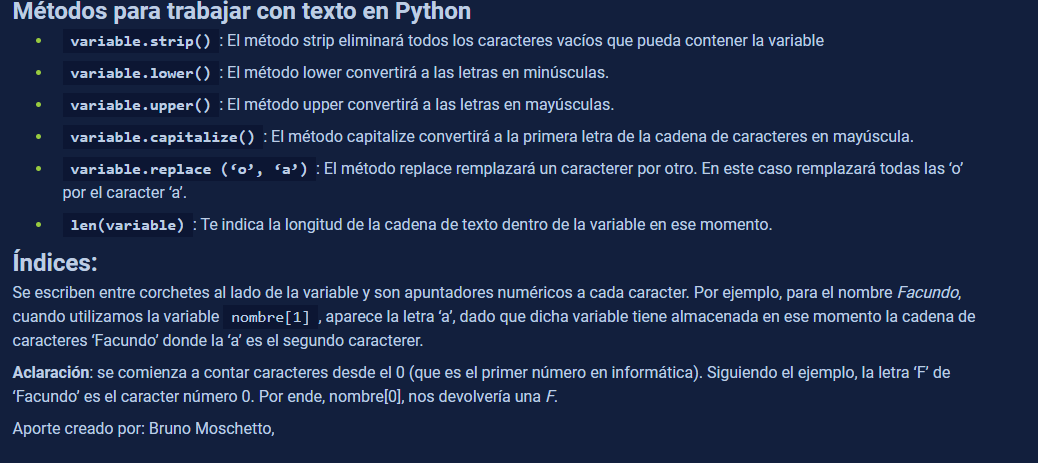 Métodos para trabajar con texto en Python
• variable.strip() : El método strip eliminará todos los caracteres vacíos que pueda contener la variable
• variable.lower() : El método lower convertirá a las letras en minúsculas.
• variable.upper() : El método upper convertirá a las letras en mayúsculas.
• variable.capitalize() : El método capitalize convertirá a la primera letra de la cadena de caracteres en mayúscula.
• variable.replace (‘o’, ‘a’) : El método replace remplazará un caracterer por otro. En este caso remplazará todas las ‘o’
por el caracter ‘a’.
• len(variable) : Te indica la longitud de la cadena de texto dentro de la variable en ese momento.
Índices:
Se escriben entre corchetes al lado de la variable y son apuntadores numéricos a cada caracter. Por ejemplo, para el nombre Facundo,
cuando utilizamos la variable nombre[1] , aparece la letra ‘a’, dado que dicha variable tiene almacenada en ese momento la cadena de
caracteres ‘Facundo’ donde la ‘a’ es el segundo caracterer.
Aclaración: se comienza a contar caracteres desde el 0 (que es el primer número en informática). Siguiendo el ejemplo, la letra ‘F’ de
‘Facundo’ es el caracter número 0. Por ende, nombre[0], nos devolvería una F.
Aporte creado por: Bruno Moschetto,